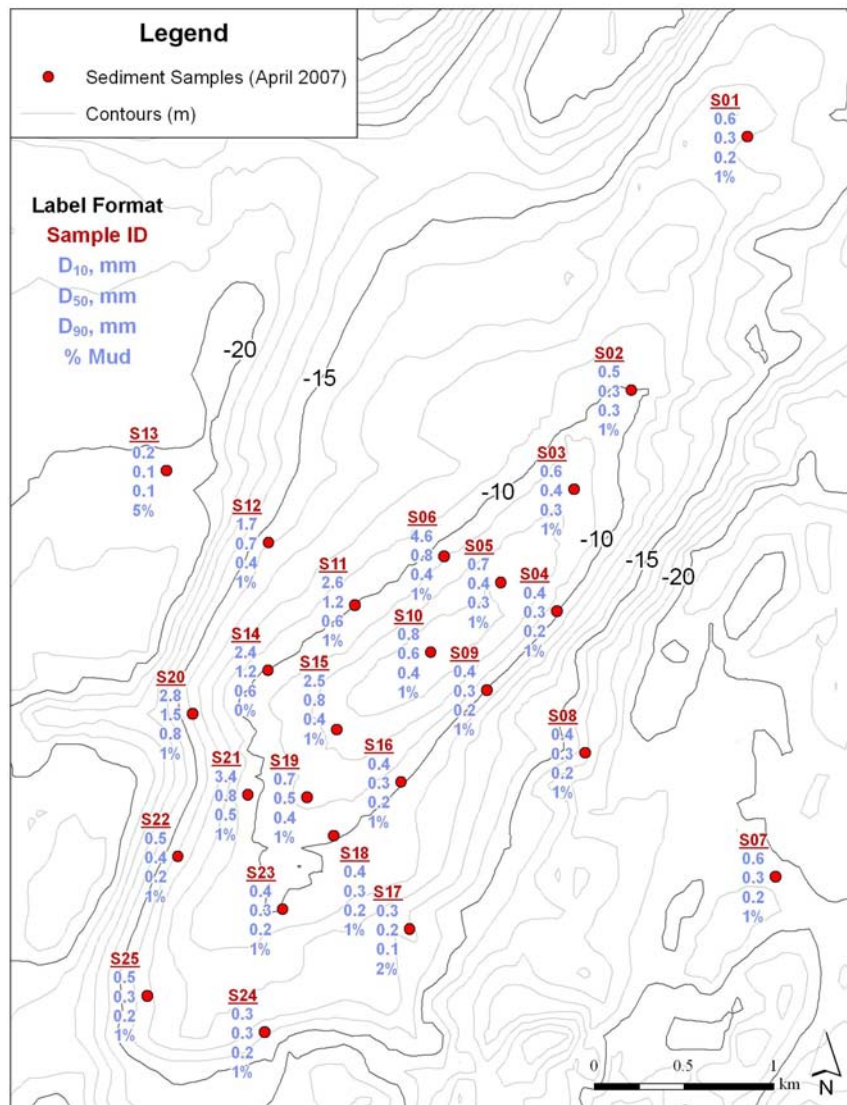 Legend
Sediment Samples (April 2007)
Contours (m)
Label Format
Sample ID
D10, mm
D50, mm
D90, mm
% Mud
S01
0.6
0.3
0.2
1%
-20
-15
S02
0.5
0.3
0.3
1%
S13
0.2
0.1
0.1
5%
S03
0.6
0.4
0.3
1%
-10
-10
-15
-20
S12
1.7
0.7
0.4
1%
S06
4.6
0.8
0.4
1%
S05
0.7
0.4
0.3
1%
S11
2.6
1.2
0.6
1%
S04
0.4
0.3
0.2
1%
S10
0.8
0.6
0.4
1%
S14
2.4
1.2
0.6
0%
S15
2.5
0.8
0.4
1%
S09
0.4
0.3
0.2
1%
S20
2.8
1.5
0.8
1%
S08
0.4
0.3
0.2
1%
S21
3.4
0.8
0.5
1%
S19
0.7
0.5
0.4
1%
S16
0.4
0.3
0.2
1%
S22
0.5
0.4
0.2
1%
S07
0.6
0.3
0.2
1%
S18
0.4
0.3
0.2
1%
S23
0.4
0.3
0.2
1%
S17
0.3
0.2
0.1
2%
S25
0.5
0.3
0.2
1%
S24
0.3
0.3
0.2
1%
0 0.5 1
km
N